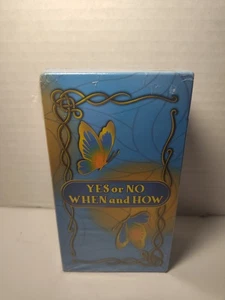 YES or NO
WHEN and HOW